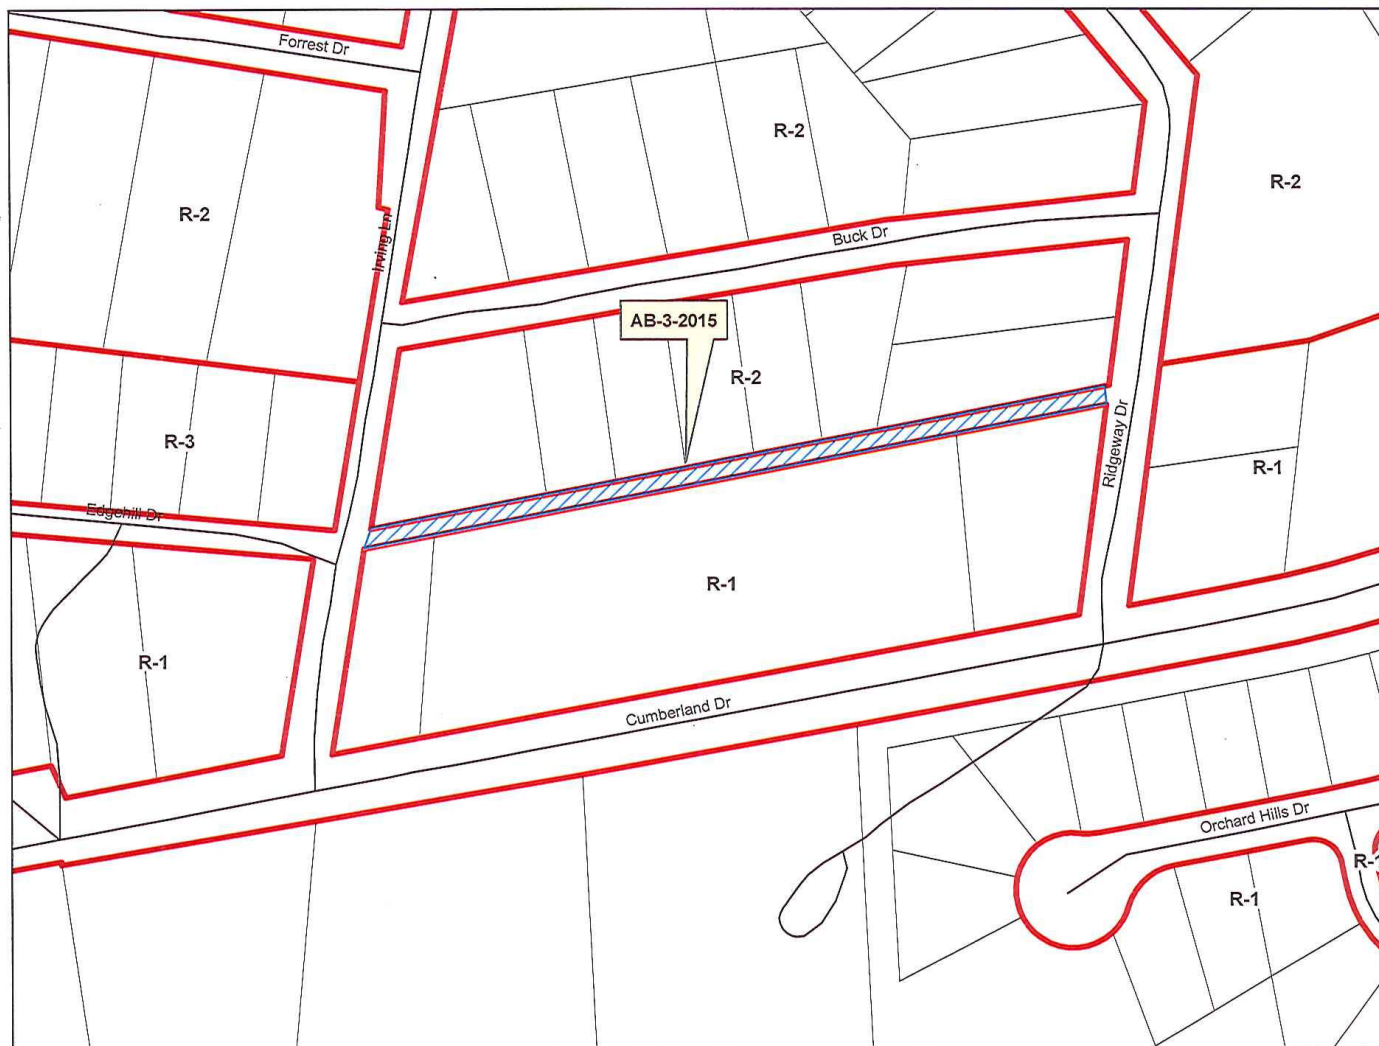 Forrest Dr
R-2
R-2
R-2
Irving Ln
Buck Dr
AB-3-2015
R-2
Ridgeway Dr
R-3
R-1
Edgehill Dr
R-1
R-1
Cumberland Dr
Orchard Hills Dr
R-1
R-1